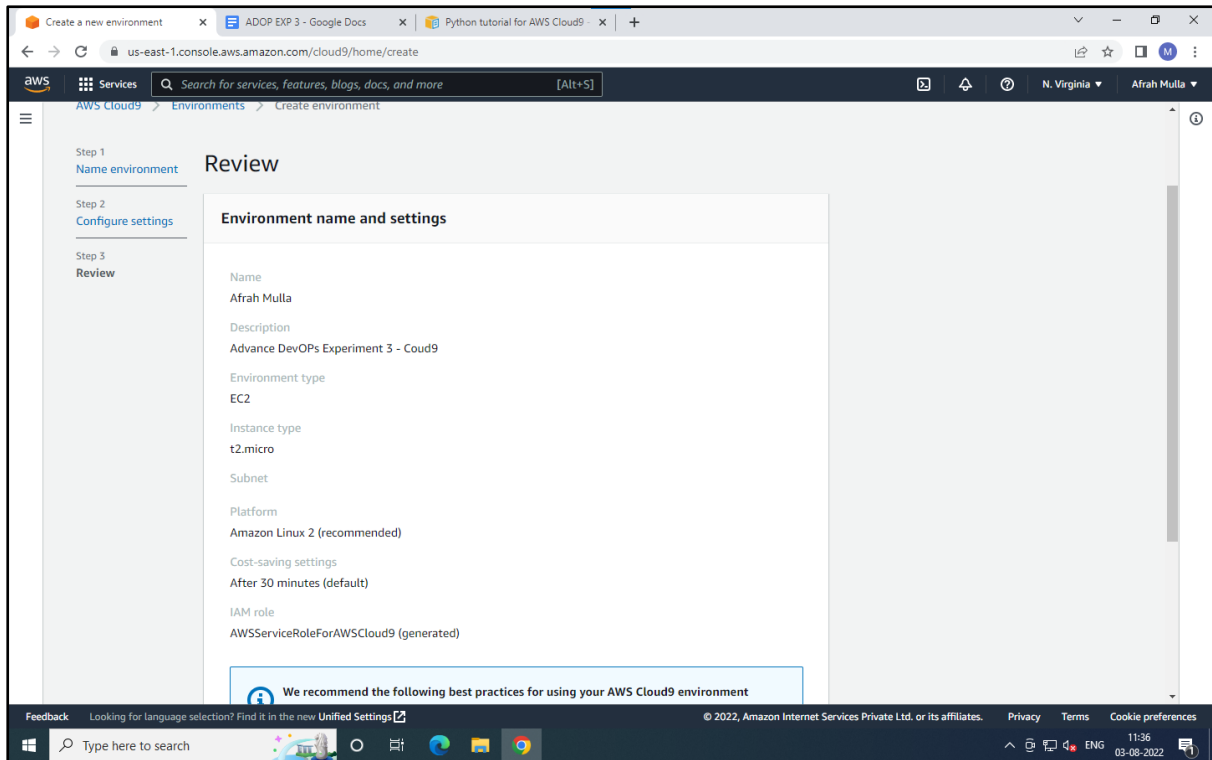 Create a new environment
ADOP EXP 3 - Google Docs
Python tutorial for AWS Cloud9 -
us-east-1.console.aws.amazon.com/cloud9/home/create
M
aws
Services
Search for services, features, blogs, docs, and more
[Alt+S]
N. Virginia
Afrah Mulla
AWS Cloud9 > Environments > Create environment
Step 1
Name environment
Step 2
Configure settings
Step 3
Review
Review
Environment name and settings
Name
Afrah Mulla
Description
Advance DevOPs Experiment 3 - Coud9
Environment type
EC2
Instance type
t2.micro
Subnet
Platform
Amazon Linux 2 (recommended)
Cost-saving settings
After 30 minutes (default)
IAM role
AWSServiceRoleForAWSCloud9 (generated)
We recommend the following best practices for using your AWS Cloud9 environment
Feedback
Looking for language selection? Find it in the new Unified Settings
© 2022, Amazon Internet Services Private Ltd. or its affiliates.
Privacy
Terms
Cookie preferences
Type here to search
ENG
11:36
03-08-2022
1